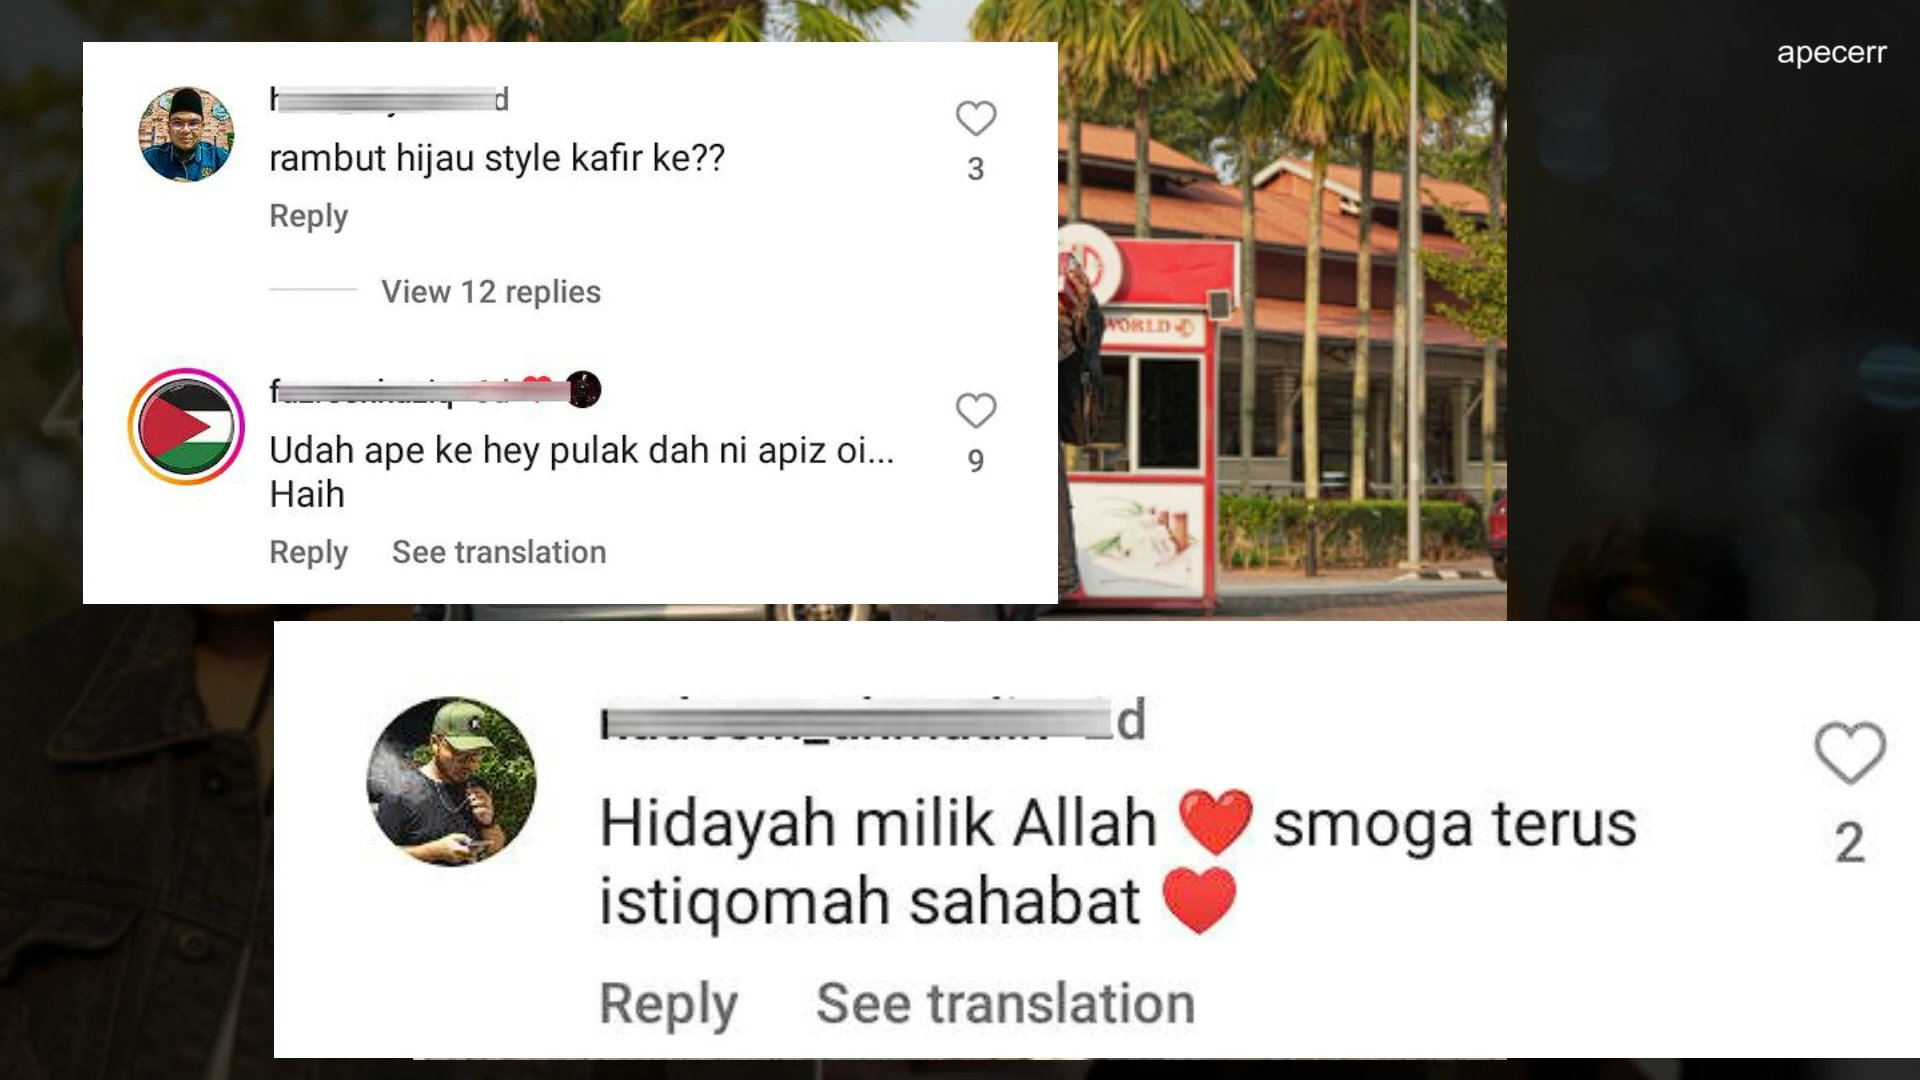 apecerr
d
rambut hijau style kafir ke??
3
Reply
View 12 replies
WORLD
Udah ape ke hey pulak dah ni apiz oi...
Haih
9
Reply See translation
d
Hidayah milik Allah ❤️ smoga terus
istiqomah sahabat ❤️
2
Reply See translation